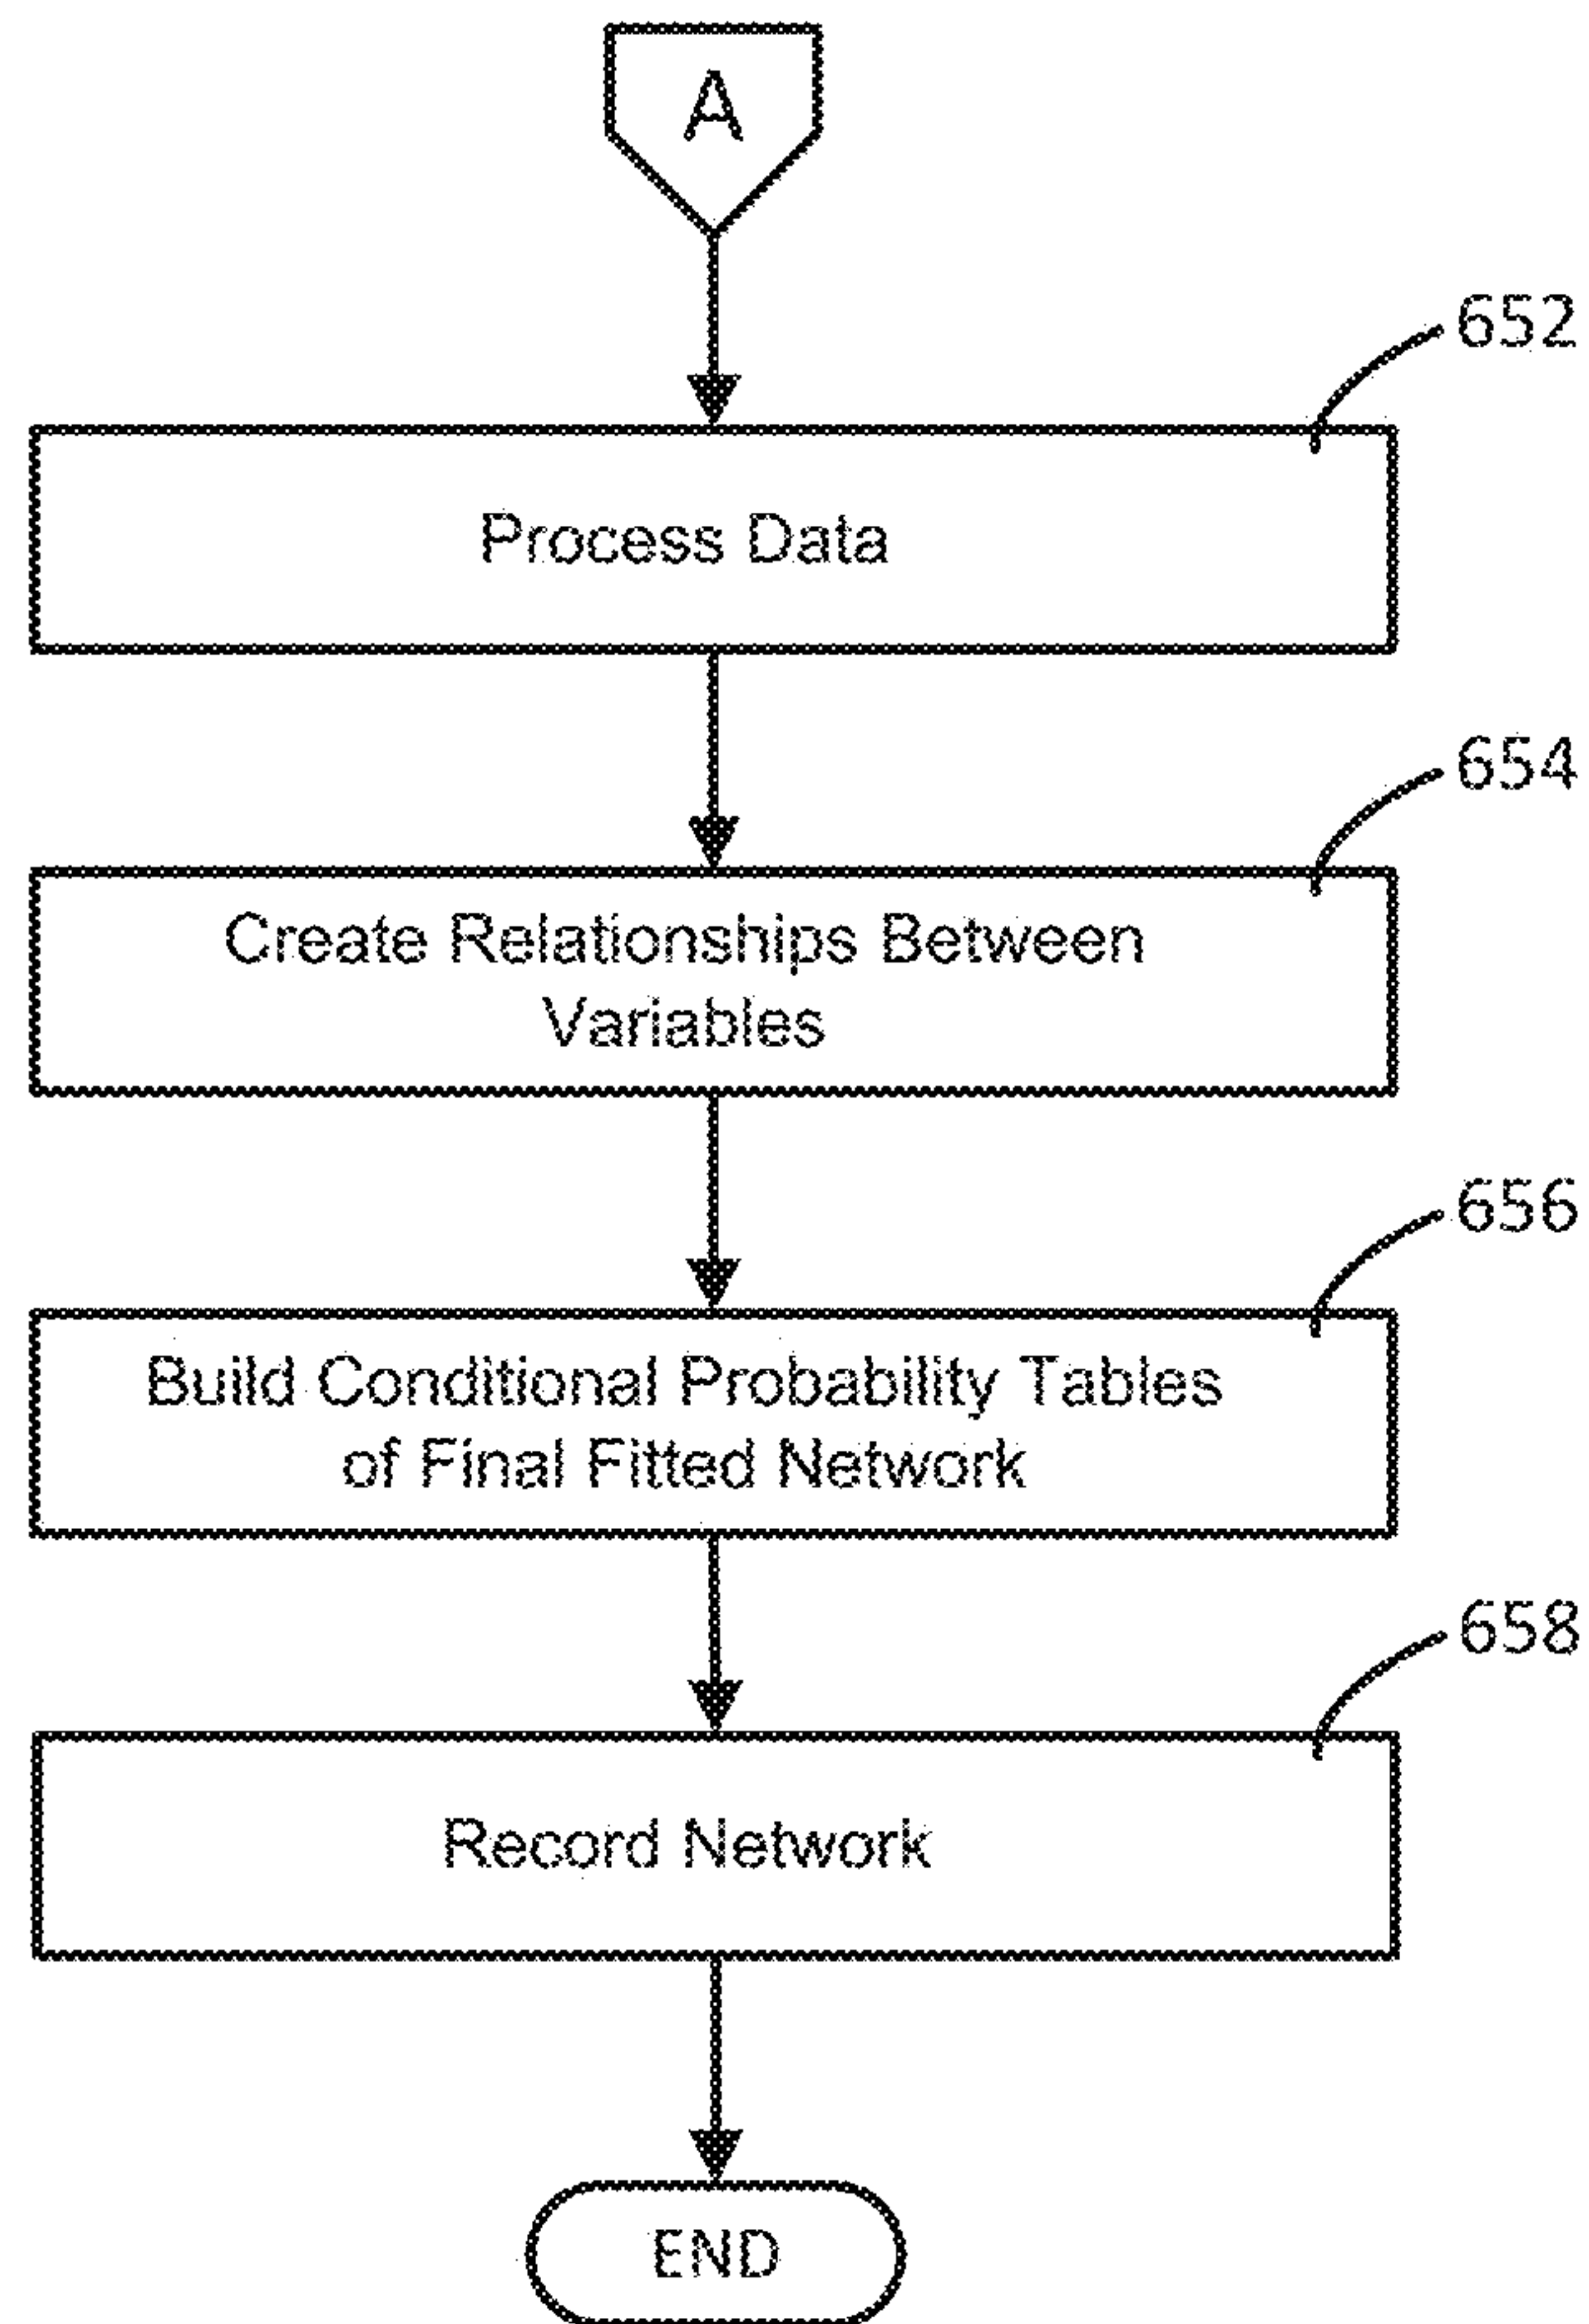 A
652
Process Data
654
Create Relationships Between
Variables
656
Build Conditional Probability Tables
of Final Fitted Network
658
Record Network
END